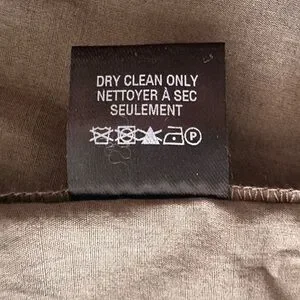 DRY CLEAN ONLY
NETTOYER À SEC
SEULEMENT
P